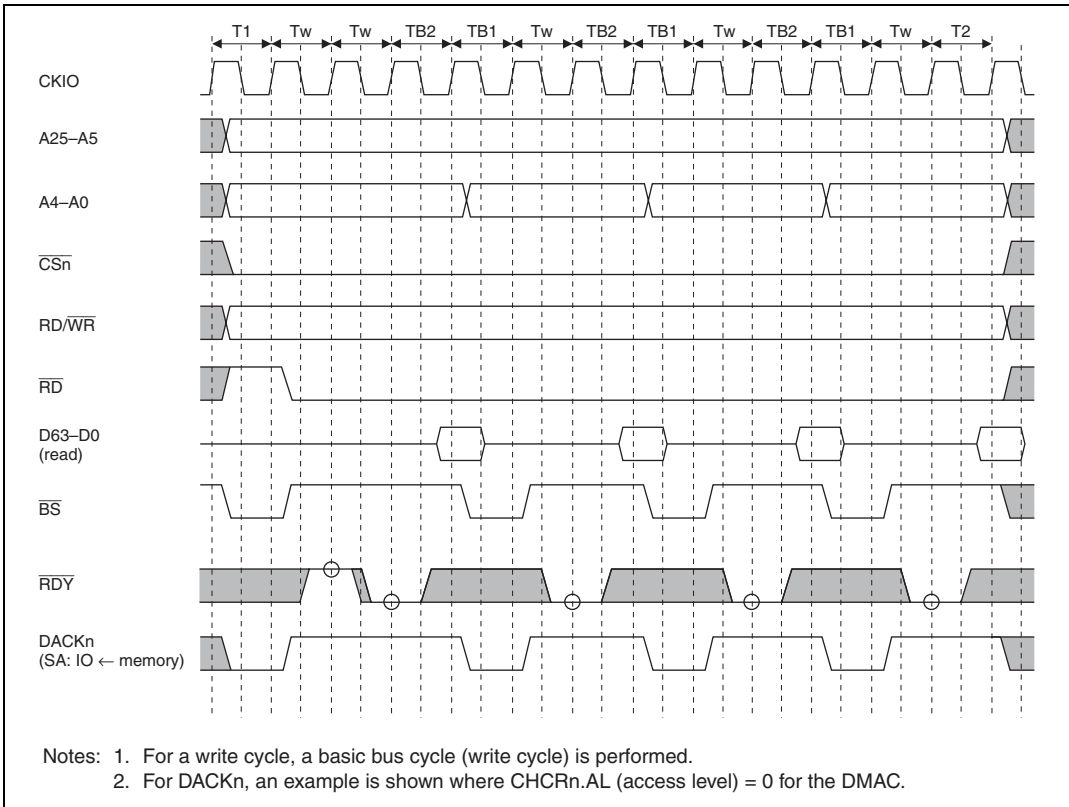 T1 Tw Tw TB2 TB1 Tw TB2 TB1 Tw TB2 TB1 Tw T2
CKIO
A25–A5
A4–A0
CSn
RD/WR
RD
D63–D0
(read)
BS
RDY
DACKn
(SA: IO ← memory)
Notes: 1. For a write cycle, a basic bus cycle (write cycle) is performed.
2. For DACKn, an example is shown where CHCRn.AL (access level) = 0 for the DMAC.